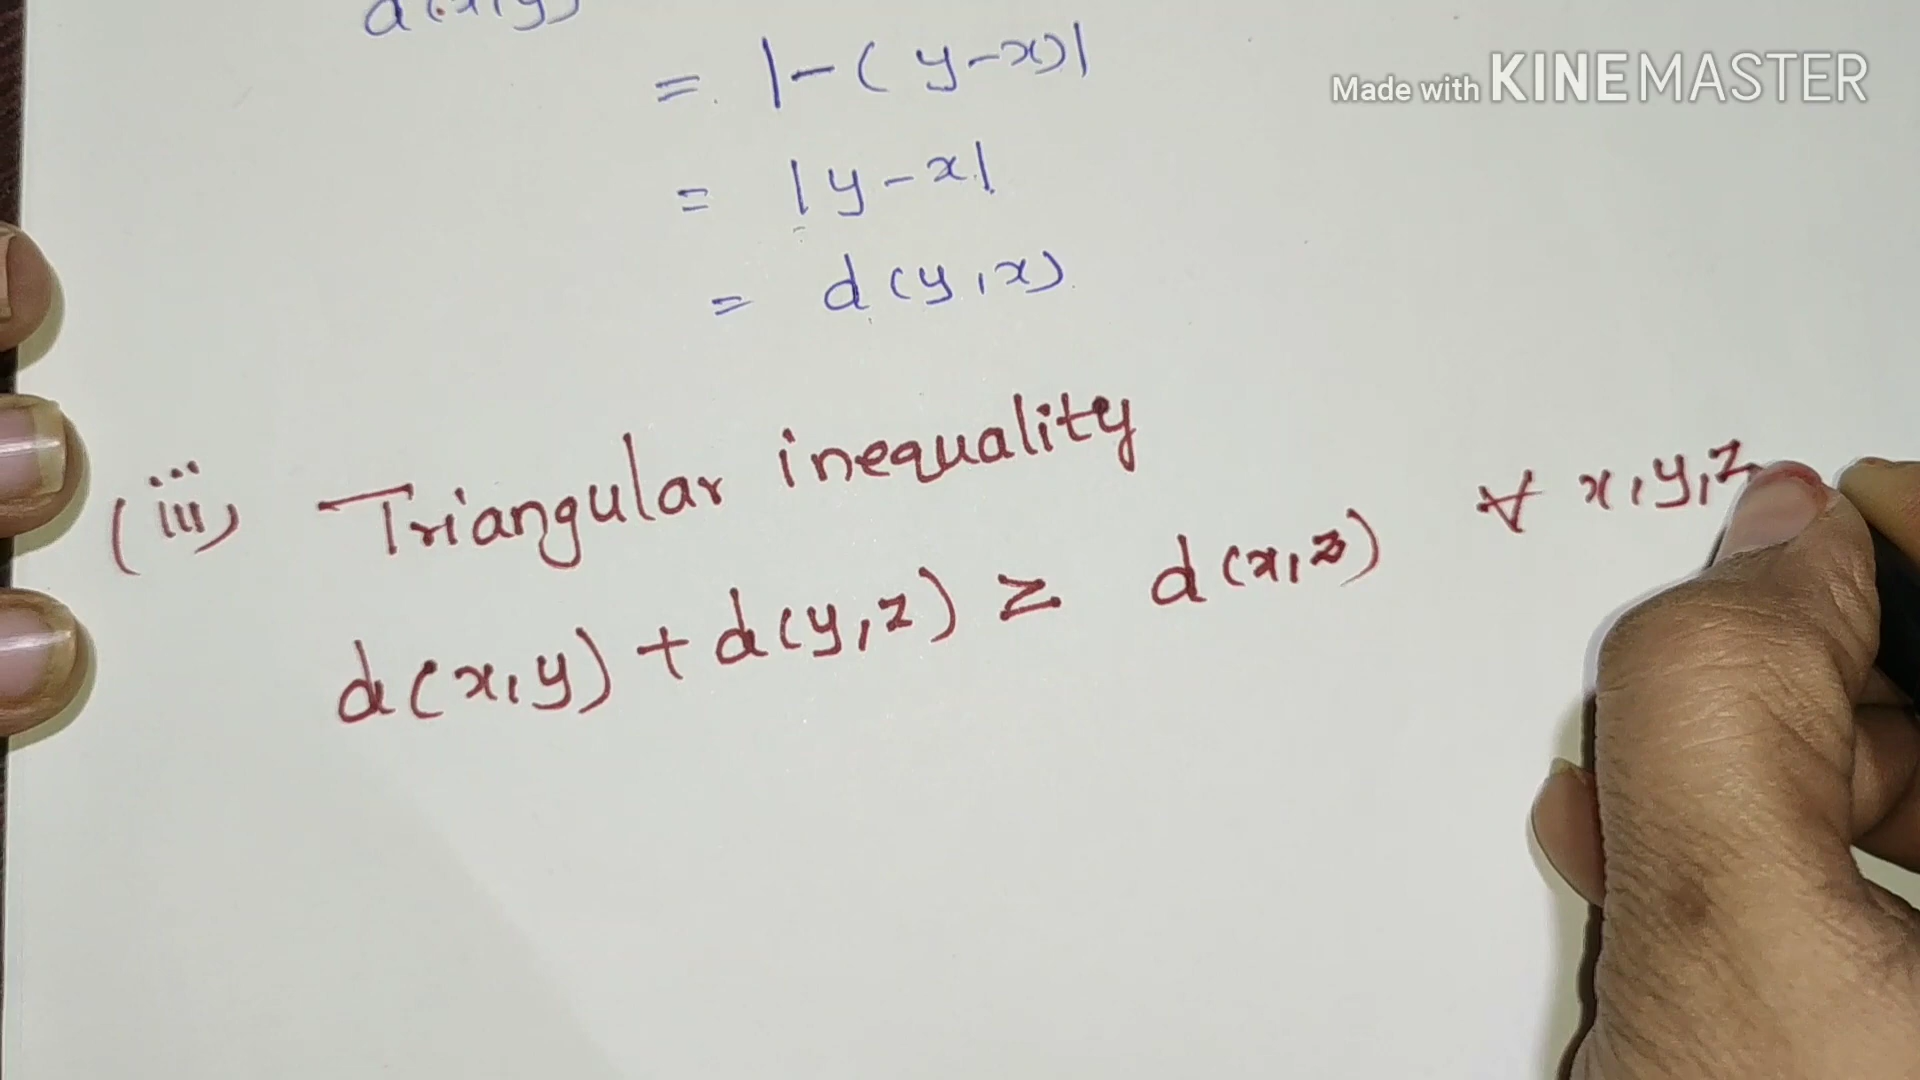 d(x,y)
= |-(y-x)|
Made with KINEMASTER
= |y-x|
= d(y,x)
(iii) Triangular inequality
d(x,y)+d(y,z) ≥ d(x,z) ∀ x,y,z